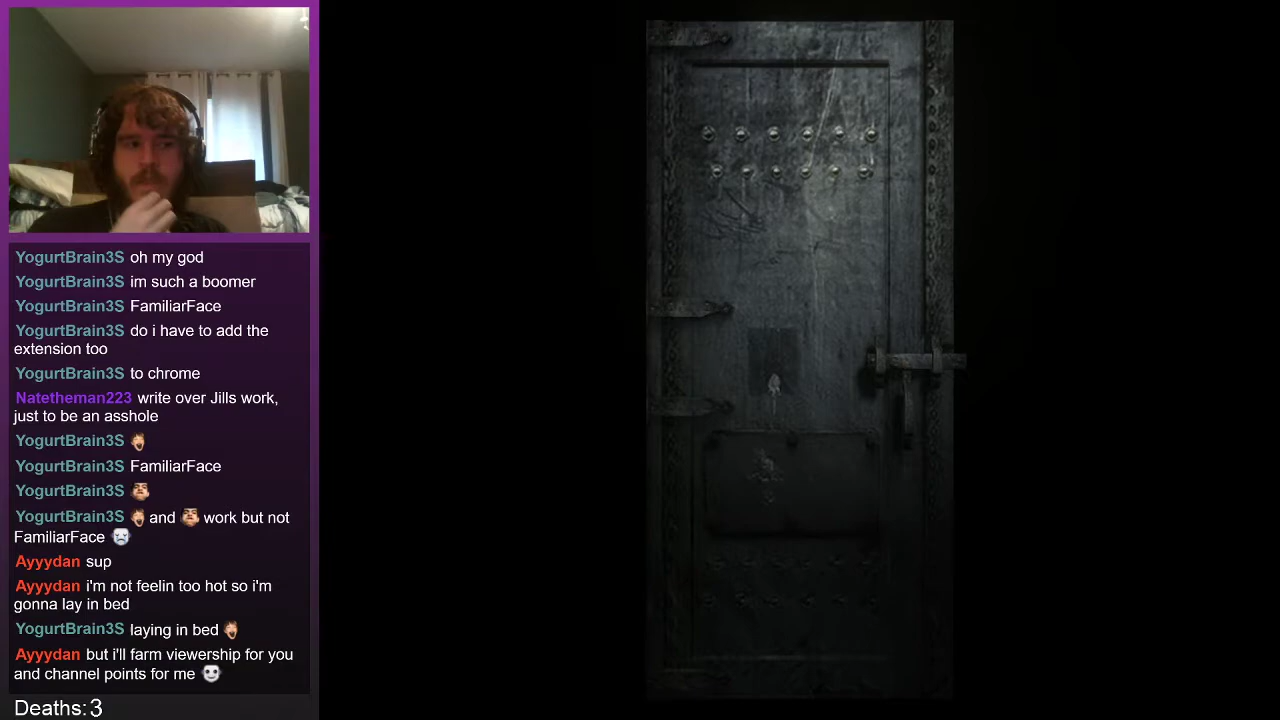 YogurtBrain3S oh my god
YogurtBrain3S im such a boomer
YogurtBrain3S FamiliarFace
YogurtBrain3S do i have to add the
extension too
YogurtBrain3S to chrome
Natetheman223 write over Jills work,
just to be an asshole
YogurtBrain3S
YogurtBrain3S FamiliarFace
YogurtBrain3S
YogurtBrain3S and work but not
FamiliarFace
Ayyydan sup
Ayyydan i'm not feelin too hot so i'm
gonna lay in bed
YogurtBrain3S laying in bed
Ayyydan but i'll farm viewership for you
and channel points for me
Deaths:3